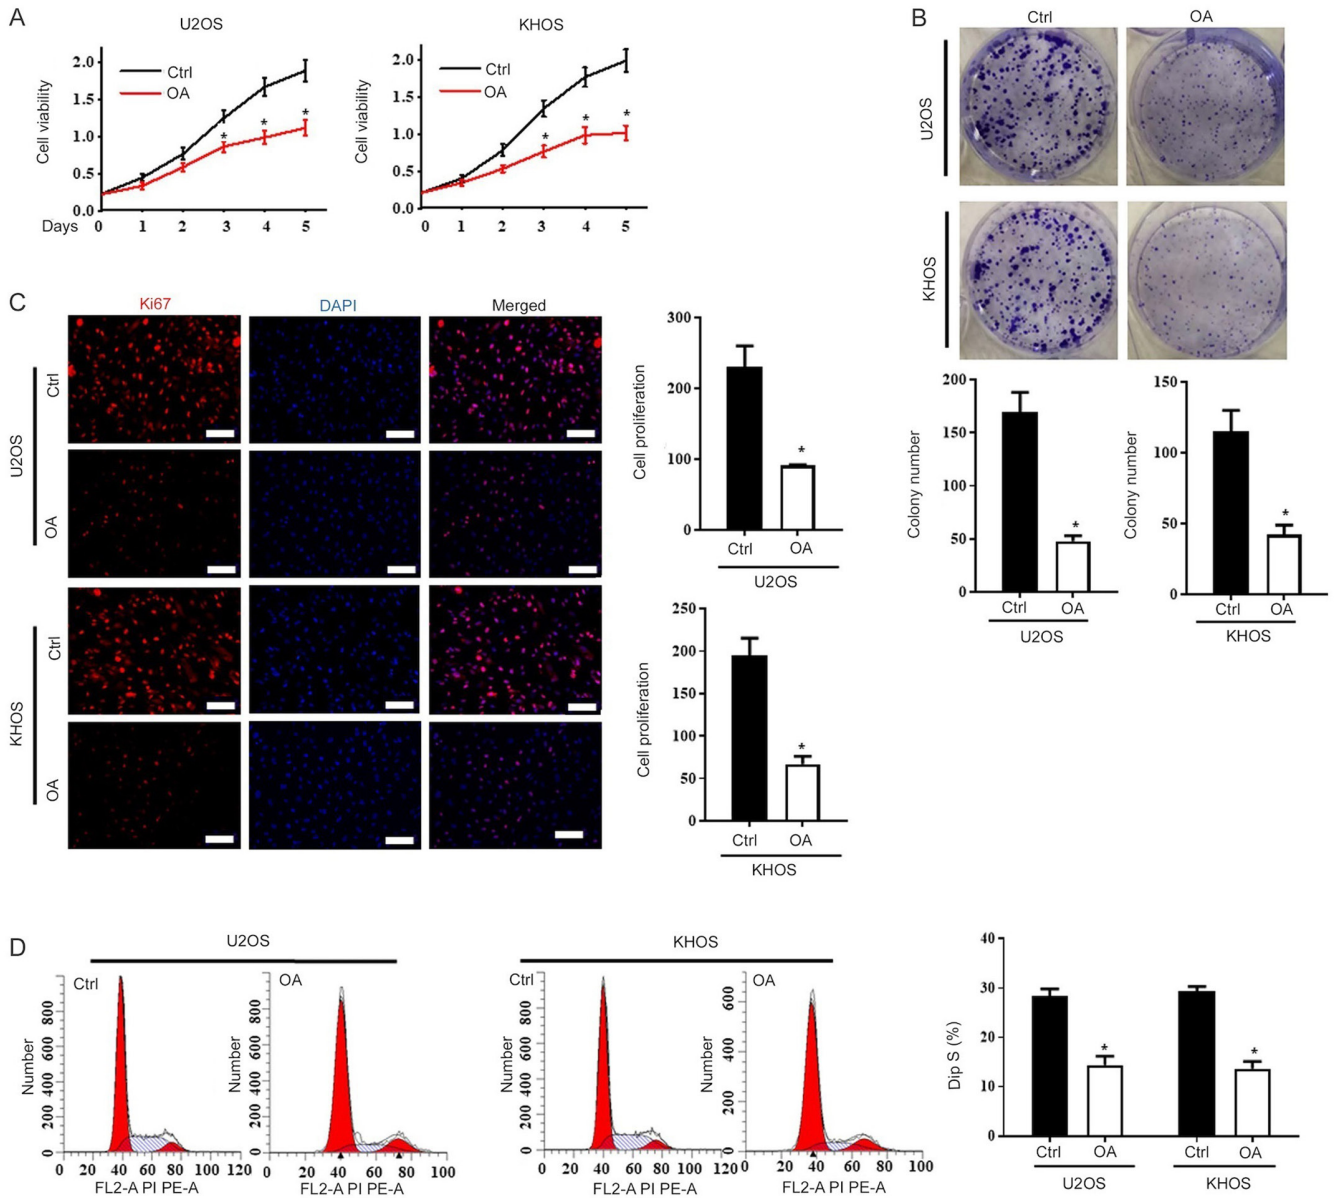 A
U2OS
Cell viability
2.0
1.5
1.0
0.5
0.0
Ctrl
OA
*
*
*
Days
0 1 2 3 4 5
KHOS
Cell viability
2.0
1.5
1.0
0.5
0.0
Ctrl
OA
*
*
*
0 1 2 3 4 5
B
Ctrl OA
U2OS
KHOS
Colony number
200
150
100
50
0
*
Ctrl OA
U2OS
Colony number
150
100
50
0
*
Ctrl OA
KHOS
C
Ki67 DAPI Merged
U2OS
Ctrl
OA
KHOS
Ctrl
OA
Cell proliferation
300
200
100
0
*
Ctrl OA
U2OS
Cell proliferation
250
200
150
100
50
0
*
Ctrl OA
KHOS
D
U2OS
Ctrl
Number
0 200 400 600 800
0 20 40 60 80 100 120
FL2-A PI PE-A
OA
Number
0 200 400 600 800
0 20 40 60 80 100
FL2-A PI PE-A
KHOS
Ctrl
Number
0 200 400 600 800
0 20 40 60 80 100 120
FL2-A PI PE-A
OA
Number
0 200 400 600
0 20 40 60 80 100
FL2-A PI PE-A
Dip S (%)
40
30
20
10
0
*
*
Ctrl OA Ctrl OA
U2OS KHOS